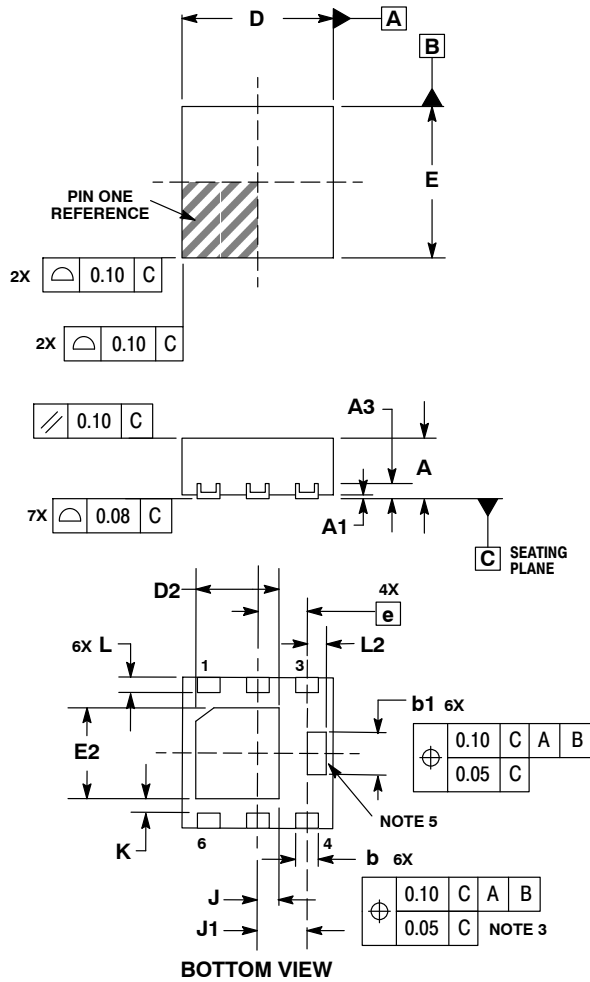 D
A
B
E
PIN ONE
REFERENCE
2X ⌓ 0.10 C
2X ⌓ 0.10 C
⫽ 0.10 C
A3
A
7X ⌓ 0.08 C
A1
C SEATING
PLANE
D2
4X
e
6X L
1
3
L2
b1 6X
⌖ 0.10 C A B
0.05 C
E2
NOTE 5
K
6
4
b 6X
J
⌖ 0.10 C A B
0.05 C NOTE 3
J1
BOTTOM VIEW